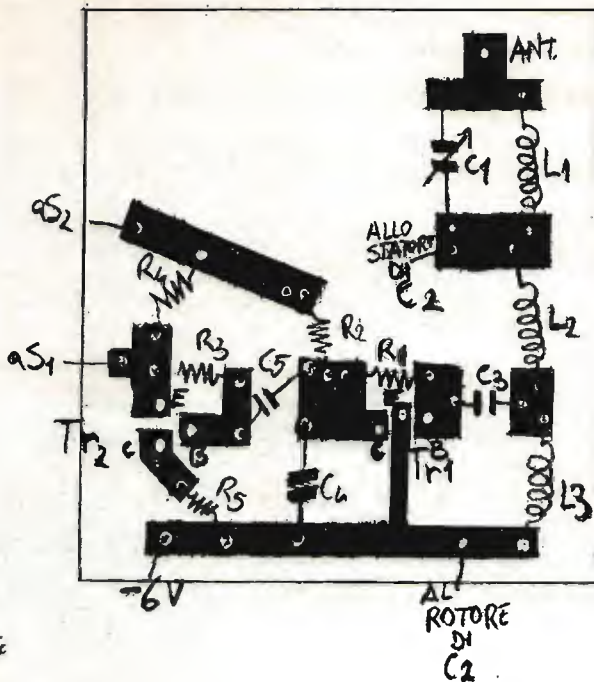 ANT.
C1
L1
aS2
ALLO
STATORE
DI
C2
R4
R2
L2
R3
C5
R1
C3
aS1
E
E
Tr2
C
B
C
B
Tr1
R5
C4
L3
-6V
AL
ROTORE
DI
C2